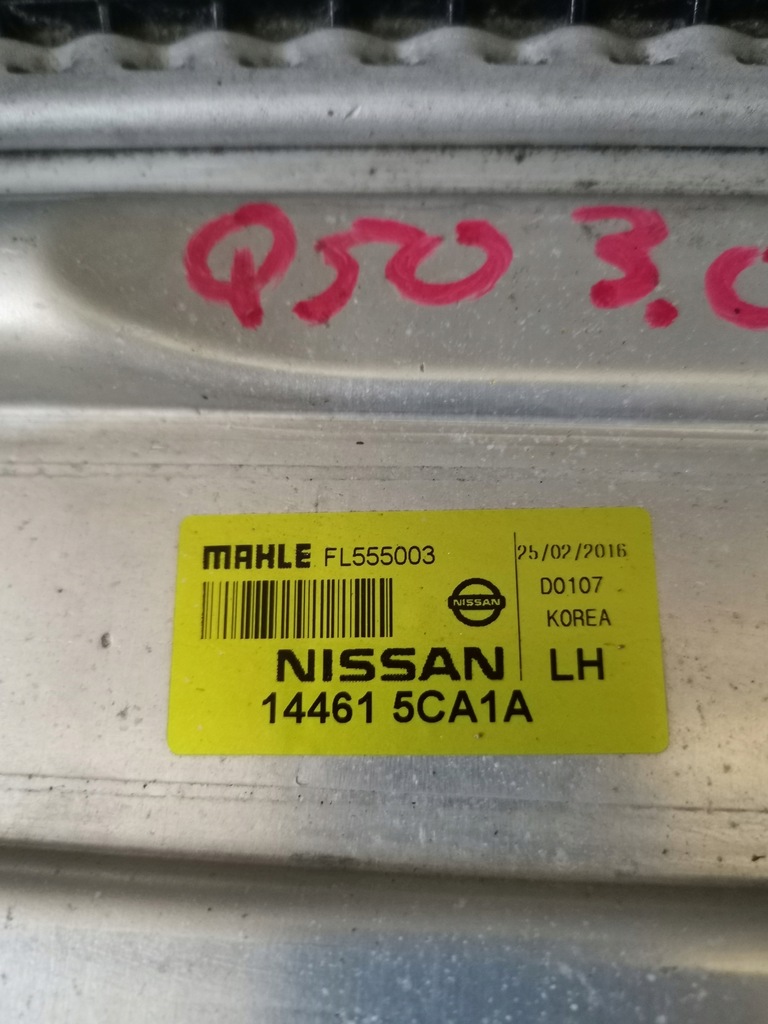 Q50 3.0
MAHLE FL555003
25/02/2016
D0107
NISSAN
KOREA
NISSAN LH
14461 5CA1A